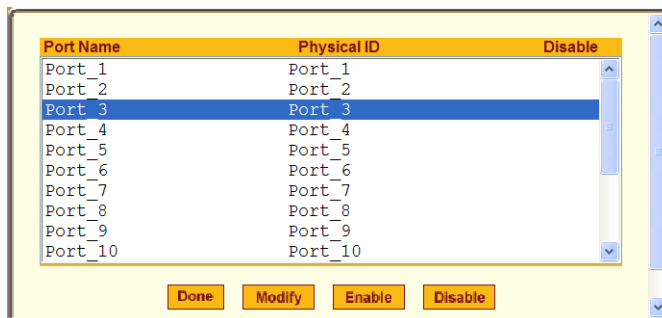 Port Name Physical ID Disable
Port_1 Port_1
Port_2 Port_2
Port_3 Port_3
Port_4 Port_4
Port_5 Port_5
Port_6 Port_6
Port_7 Port_7
Port_8 Port_8
Port_9 Port_9
Port_10 Port_10
Done Modify Enable Disable